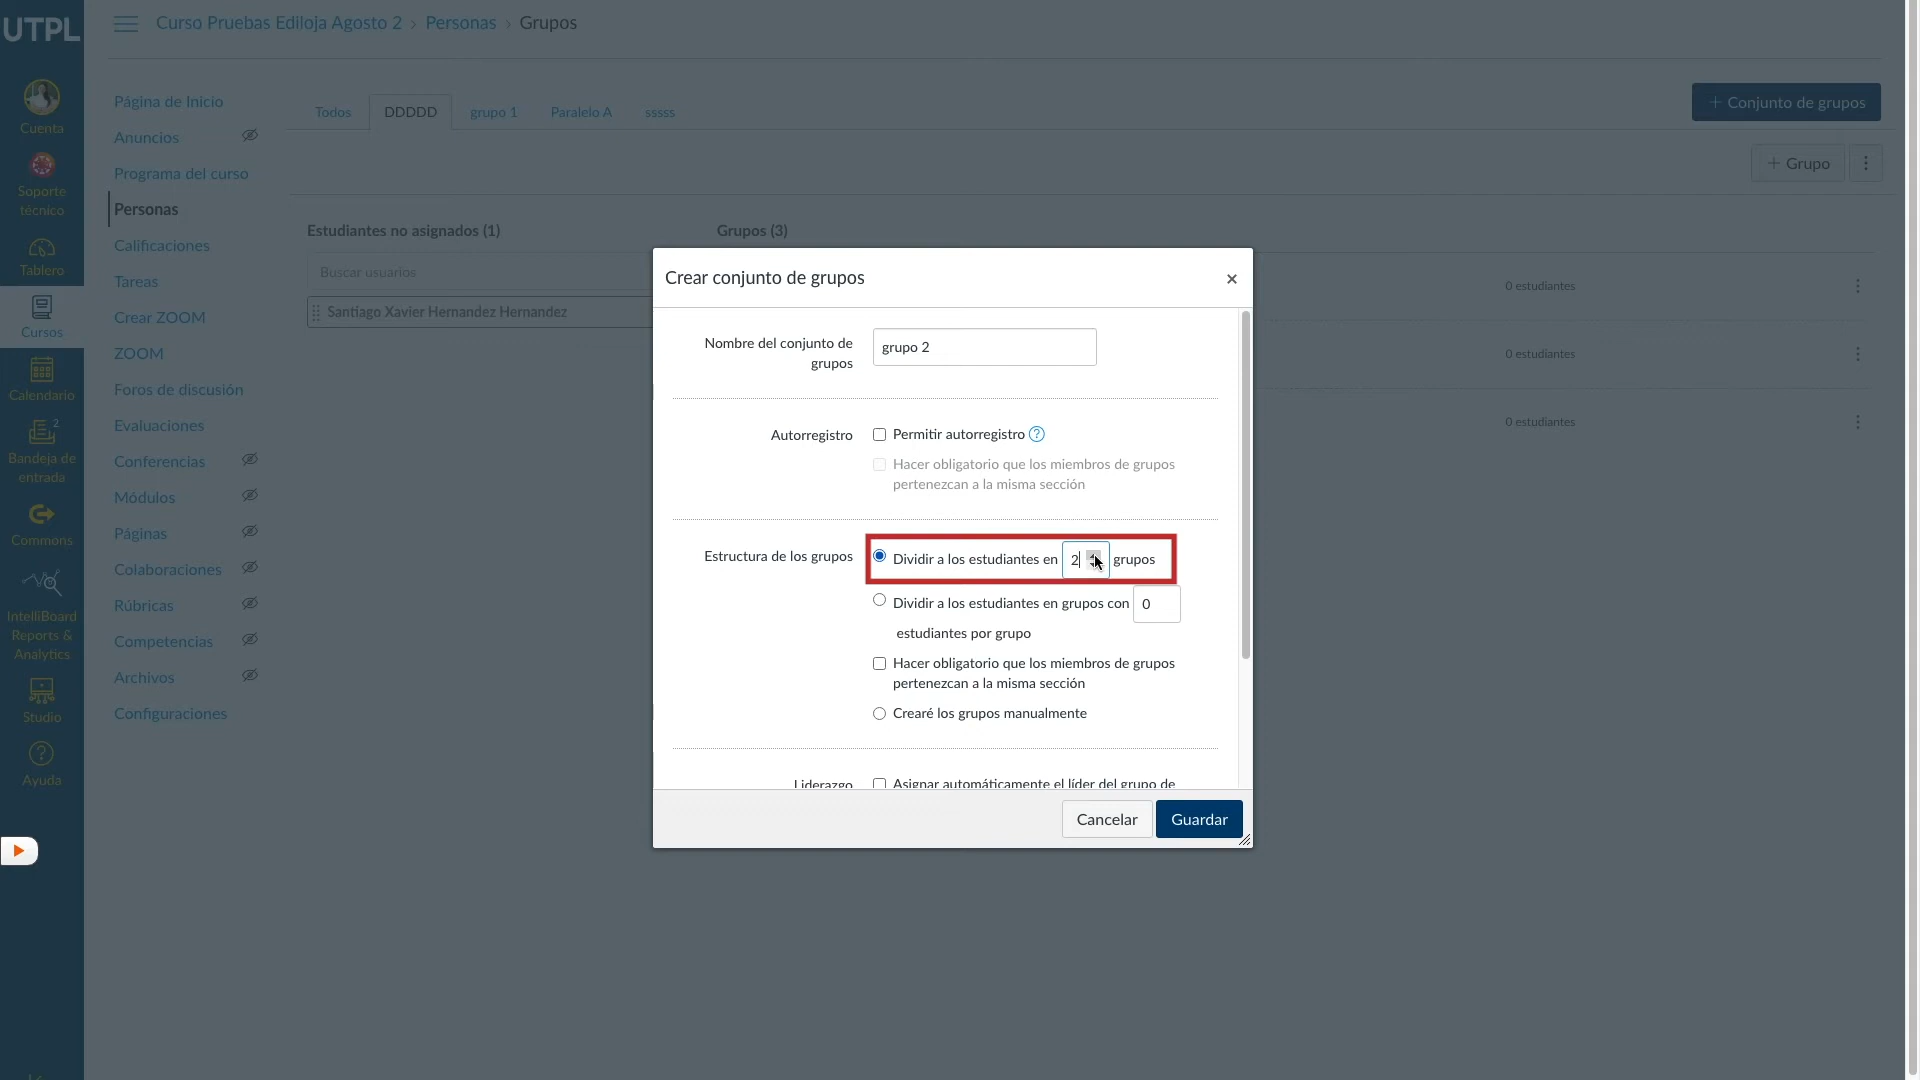 UTPL
Curso Pruebas Ediloja Agosto 2 › Personas › Grupos
Cuenta
Soporte
técnico
Tablero
Cursos
Calendario
2
Bandeja de
entrada
Commons
IntelliBoard
Reports &
Analytics
Studio
Ayuda
Página de Inicio
Anuncios
Programa del curso
Personas
Calificaciones
Tareas
Crear ZOOM
ZOOM
Foros de discusión
Evaluaciones
Conferencias
Módulos
Páginas
Colaboraciones
Rúbricas
Competencias
Archivos
Configuraciones
Todos DDDDD grupo 1 Paralelo A sssss
+ Conjunto de grupos
+ Grupo
Estudiantes no asignados (1)
Grupos (3)
Buscar usuarios
Santiago Xavier Hernandez Hernandez
0 estudiantes
0 estudiantes
0 estudiantes
Crear conjunto de grupos
×
Nombre del conjunto de
grupos
grupo 2
Autorregistro
Permitir autorregistro ?
Hacer obligatorio que los miembros de grupos
pertenezcan a la misma sección
Estructura de los grupos
Dividir a los estudiantes en 2 grupos
Dividir a los estudiantes en grupos con 0
estudiantes por grupo
Hacer obligatorio que los miembros de grupos
pertenezcan a la misma sección
Crearé los grupos manualmente
Liderazgo
Asignar automáticamente el líder del grupo de
Cancelar
Guardar